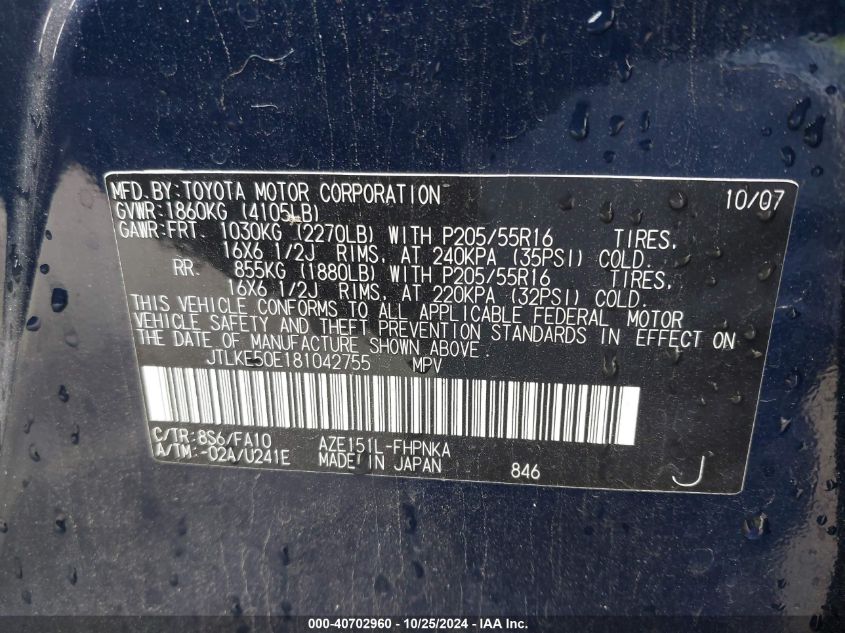 MFD.BY:TOYOTA MOTOR CORPORATION 10/07
GVWR:1860KG (4105LB)
GAWR:FRT. 1030KG (2270LB) WITH P205/55R16 TIRES,
16X6 1/2J RIMS, AT 240KPA (35PSI) COLD.
RR. 855KG (1880LB) WITH P205/55R16 TIRES,
16X6 1/2J RIMS, AT 220KPA (32PSI) COLD.
THIS VEHICLE CONFORMS TO ALL APPLICABLE FEDERAL MOTOR
VEHICLE SAFETY AND THEFT PREVENTION STANDARDS IN EFFECT ON
THE DATE OF MANUFACTURE SHOWN ABOVE.
JTLKE50E181042755 MPV
C/TR:8S6/FA10 AZE151L-FHPNKA
A/TM:-02A/U241E MADE IN JAPAN 846 J
000-40702960 - 10/25/2024 - IAA Inc.